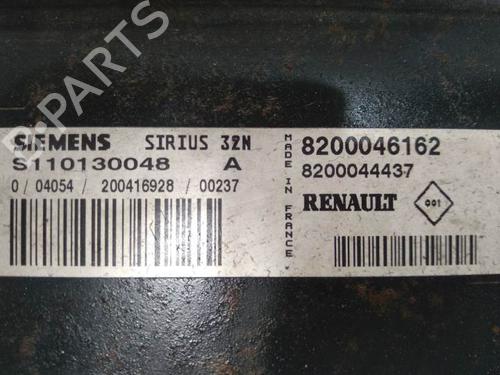 SIEMENS SIRIUS 32N
S110130048 A
0 / 04054 / 200416928 / 00237
MADE IN FRANCE
8200046162
8200044437
RENAULT 001
B-PARTS